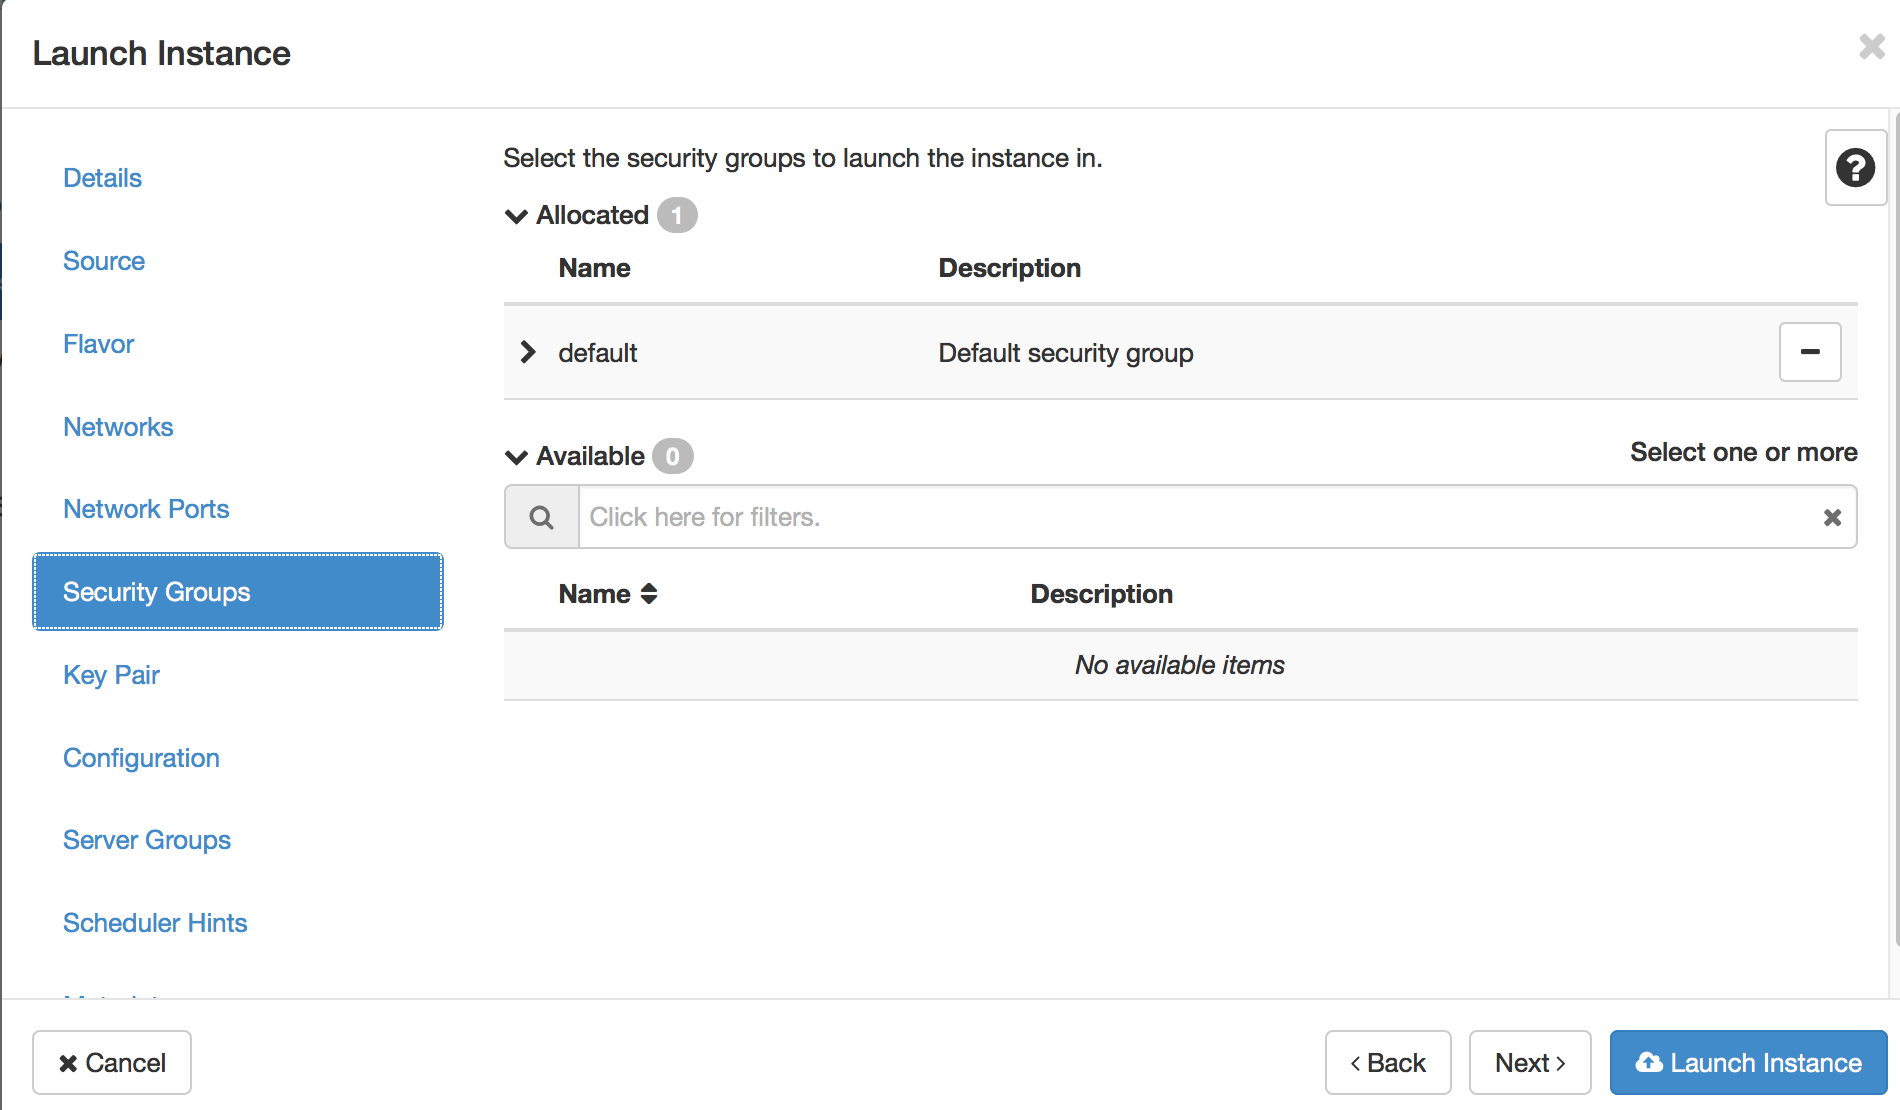 Launch Instance
Details
Source
Flavor
Networks
Network Ports
Security Groups
Key Pair
Configuration
Server Groups
Scheduler Hints
Select the security groups to launch the instance in.
Allocated 1
Name Description
default Default security group
Available 0 Select one or more
Click here for filters.
Name Description
No available items
Cancel
Back Next Launch Instance